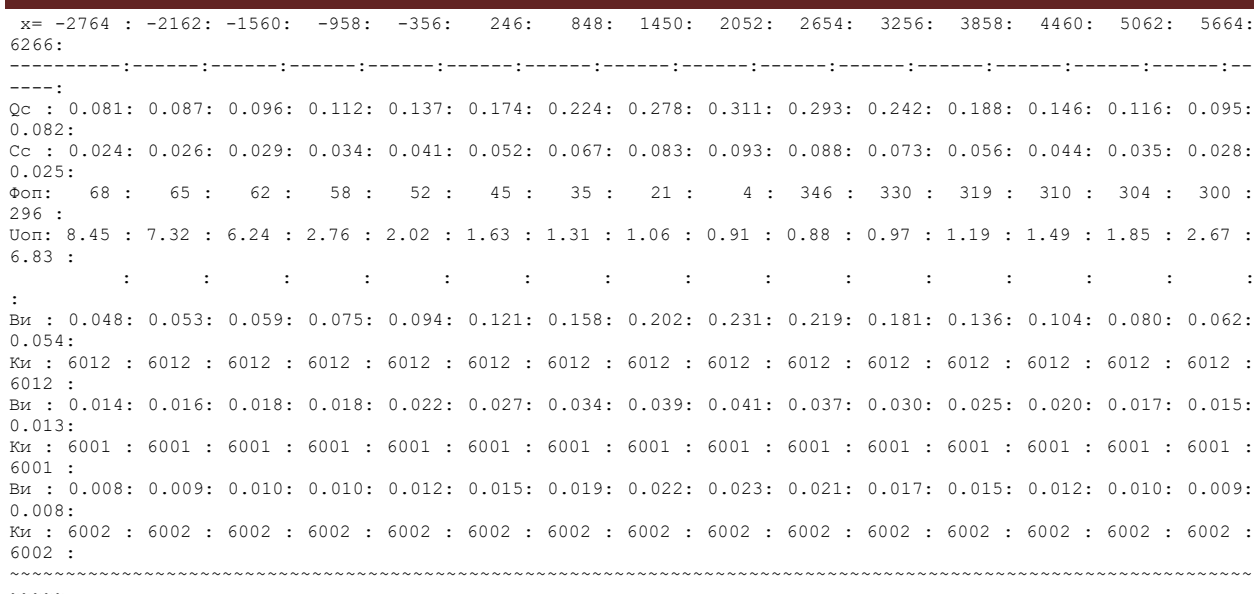 x= -2764 : -2162: -1560: -958: -356: 246: 848: 1450: 2052: 2654: 3256: 3858: 4460: 5062: 5664:
6266:
----------:------:------:------:------:------:------:------:------:------:------:------:------:------:------:--
----:
Qс : 0.081: 0.087: 0.096: 0.112: 0.137: 0.174: 0.224: 0.278: 0.311: 0.293: 0.242: 0.188: 0.146: 0.116: 0.095:
0.082:
Сс : 0.024: 0.026: 0.029: 0.034: 0.041: 0.052: 0.067: 0.083: 0.093: 0.088: 0.073: 0.056: 0.044: 0.035: 0.028:
0.025:
Фоп: 68 : 65 : 62 : 58 : 52 : 45 : 35 : 21 : 4 : 346 : 330 : 319 : 310 : 304 : 300 :
296 :
Uоп: 8.45 : 7.32 : 6.24 : 2.76 : 2.02 : 1.63 : 1.31 : 1.06 : 0.91 : 0.88 : 0.97 : 1.19 : 1.49 : 1.85 : 2.67 :
6.83 :
: : : : : : : : : : : : : : :
:
Ви : 0.048: 0.053: 0.059: 0.075: 0.094: 0.121: 0.158: 0.202: 0.231: 0.219: 0.181: 0.136: 0.104: 0.080: 0.062:
0.054:
Ки : 6012 : 6012 : 6012 : 6012 : 6012 : 6012 : 6012 : 6012 : 6012 : 6012 : 6012 : 6012 : 6012 : 6012 : 6012 :
6012 :
Ви : 0.014: 0.016: 0.018: 0.018: 0.022: 0.027: 0.034: 0.039: 0.041: 0.037: 0.030: 0.025: 0.020: 0.017: 0.015:
0.013:
Ки : 6001 : 6001 : 6001 : 6001 : 6001 : 6001 : 6001 : 6001 : 6001 : 6001 : 6001 : 6001 : 6001 : 6001 : 6001 :
6001 :
Ви : 0.008: 0.009: 0.010: 0.010: 0.012: 0.015: 0.019: 0.022: 0.023: 0.021: 0.017: 0.015: 0.012: 0.010: 0.009:
0.008:
Ки : 6002 : 6002 : 6002 : 6002 : 6002 : 6002 : 6002 : 6002 : 6002 : 6002 : 6002 : 6002 : 6002 : 6002 : 6002 :
6002 :
~~~~~~~~~~~~~~~~~~~~~~~~~~~~~~~~~~~~~~~~~~~~~~~~~~~~~~~~~~~~~~~~~~~~~~~~~~~~~~~~~~~~~~~~~~~~~~~~~~~~~~~~~~~~~
~~~~~